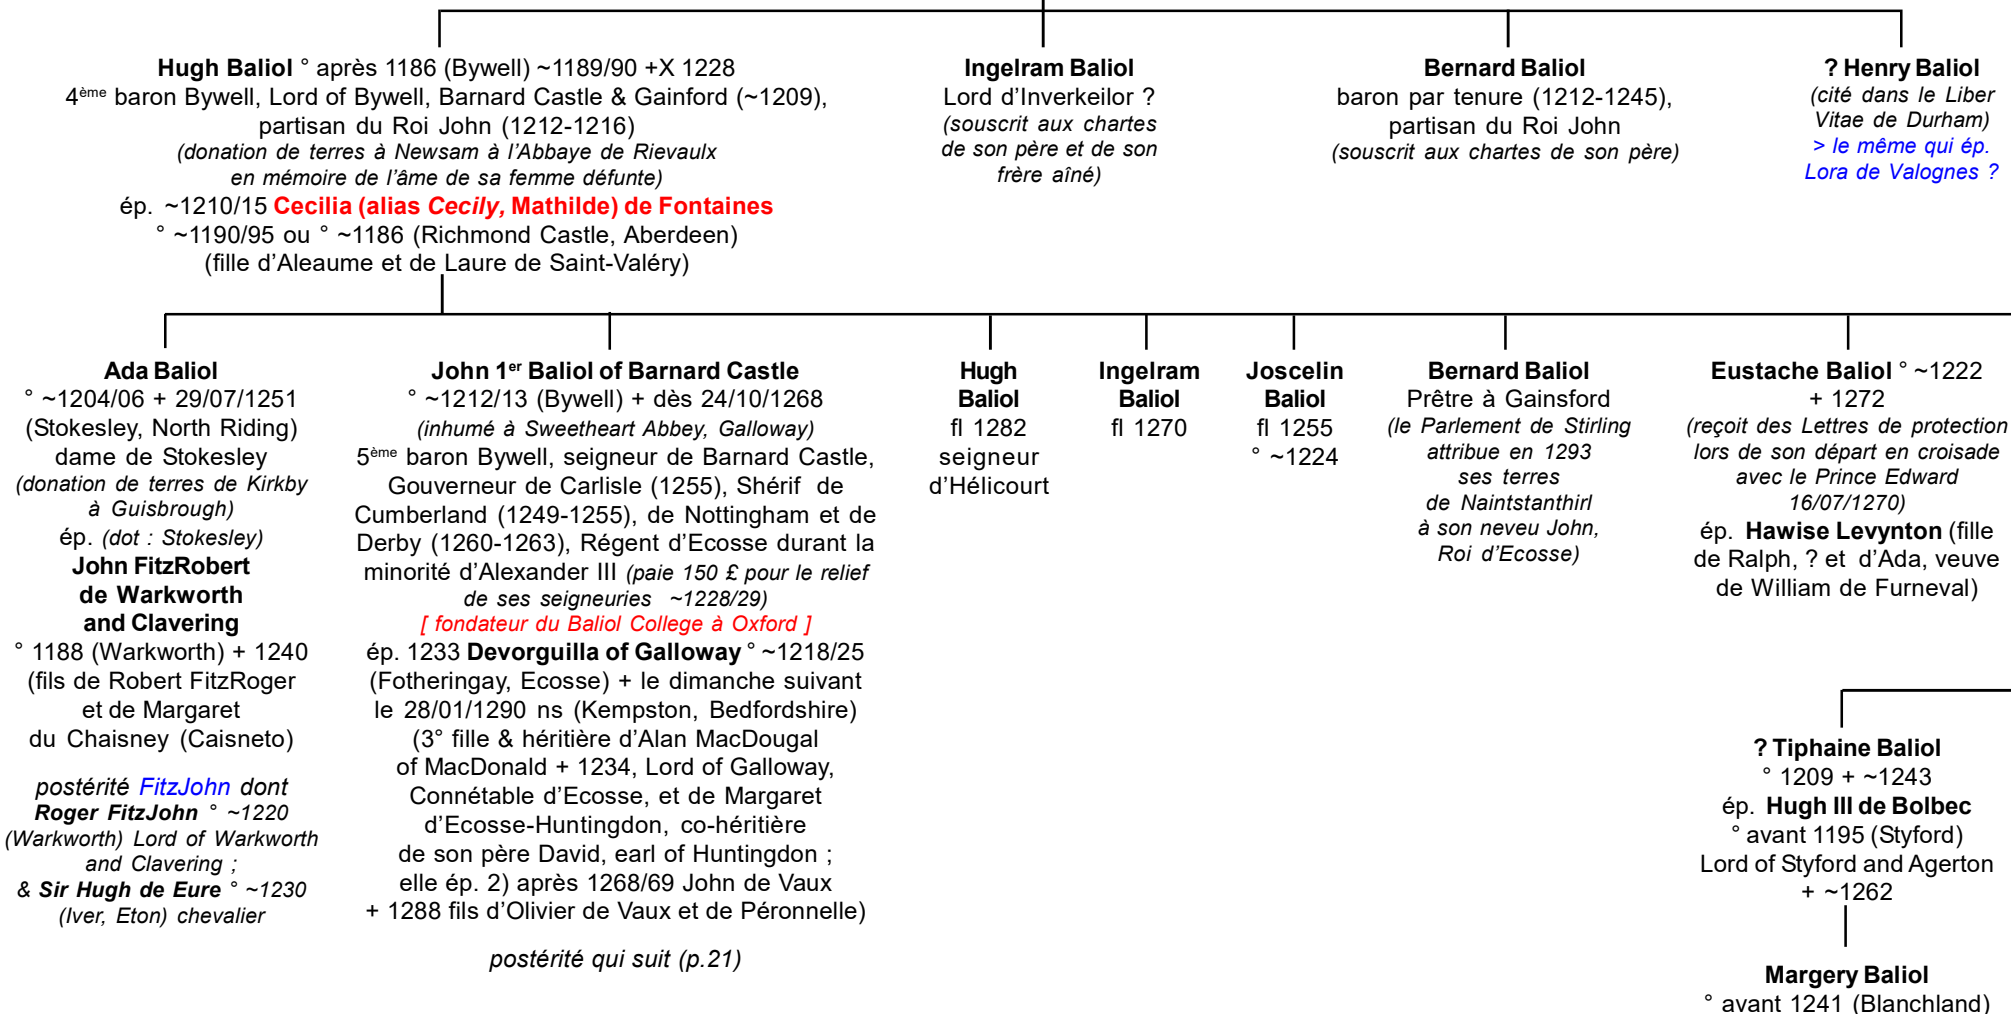 Hugh Baliol ° après 1186 (Bywell) ~1189/90 +X 1228
4ème baron Bywell, Lord of Bywell, Barnard Castle & Gainford (~1209),
partisan du Roi John (1212-1216)
(donation de terres à Newsam à l'Abbaye de Rievaulx
en mémoire de l'âme de sa femme défunte)
ép. ~1210/15 Cecilia (alias Cecily, Mathilde) de Fontaines
° ~1190/95 ou ° ~1186 (Richmond Castle, Aberdeen)
(fille d'Aleaume et de Laure de Saint-Valéry)
Ingelram Baliol
Lord d'Inverkeilor ?
(souscrit aux chartes
de son père et de son
frère aîné)
Bernard Baliol
baron par tenure (1212-1245),
partisan du Roi John
(souscrit aux chartes de son père)
? Henry Baliol
(cité dans le Liber
Vitae de Durham)
> le même qui ép.
Lora de Valognes ?
Ada Baliol
° ~1204/06 + 29/07/1251
(Stokesley, North Riding)
dame de Stokesley
(donation de terres de Kirkby
à Guisbrough)
ép. (dot : Stokesley)
John FitzRobert
de Warkworth
and Clavering
° 1188 (Warkworth) + 1240
(fils de Robert FitzRoger
et de Margaret
du Chaisney (Caisneto)
postérité FitzJohn dont
Roger FitzJohn ° ~1220
(Warkworth) Lord of Warkworth
and Clavering ;
& Sir Hugh de Eure ° ~1230
(Iver, Eton) chevalier
John 1er Baliol of Barnard Castle
° ~1212/13 (Bywell) + dès 24/10/1268
(inhumé à Sweetheart Abbey, Galloway)
5ème baron Bywell, seigneur de Barnard Castle,
Gouverneur de Carlisle (1255), Shérif de
Cumberland (1249-1255), de Nottingham et de
Derby (1260-1263), Régent d'Ecosse durant la
minorité d'Alexander III (paie 150 £ pour le relief
de ses seigneuries ~1228/29)
[ fondateur du Baliol College à Oxford ]
ép. 1233 Devorguilla of Galloway ° ~1218/25
(Fotheringay, Ecosse) + le dimanche suivant
le 28/01/1290 ns (Kempston, Bedfordshire)
(3° fille & héritière d'Alan MacDougal
of MacDonald + 1234, Lord of Galloway,
Connétable d'Ecosse, et de Margaret
d'Ecosse-Huntingdon, co-héritière
de son père David, earl of Huntingdon ;
elle ép. 2) après 1268/69 John de Vaux
+ 1288 fils d'Olivier de Vaux et de Péronnelle)
postérité qui suit (p.21)
Hugh
Baliol
fl 1282
seigneur
d'Hélicourt
Ingelram
Baliol
fl 1270
Joscelin
Baliol
fl 1255
° ~1224
Bernard Baliol
Prêtre à Gainsford
(le Parlement de Stirling
attribue en 1293
ses terres
de Naintstanthirl
à son neveu John,
Roi d'Ecosse)
Eustache Baliol ° ~1222
+ 1272
(reçoit des Lettres de protection
lors de son départ en croisade
avec le Prince Edward
16/07/1270)
ép. Hawise Levynton (fille
de Ralph, ? et d'Ada, veuve
de William de Furneval)
? Tiphaine Baliol
° 1209 + ~1243
ép. Hugh III de Bolbec
° avant 1195 (Styford)
Lord of Styford and Agerton
+ ~1262
Margery Baliol
° avant 1241 (Blanchland)